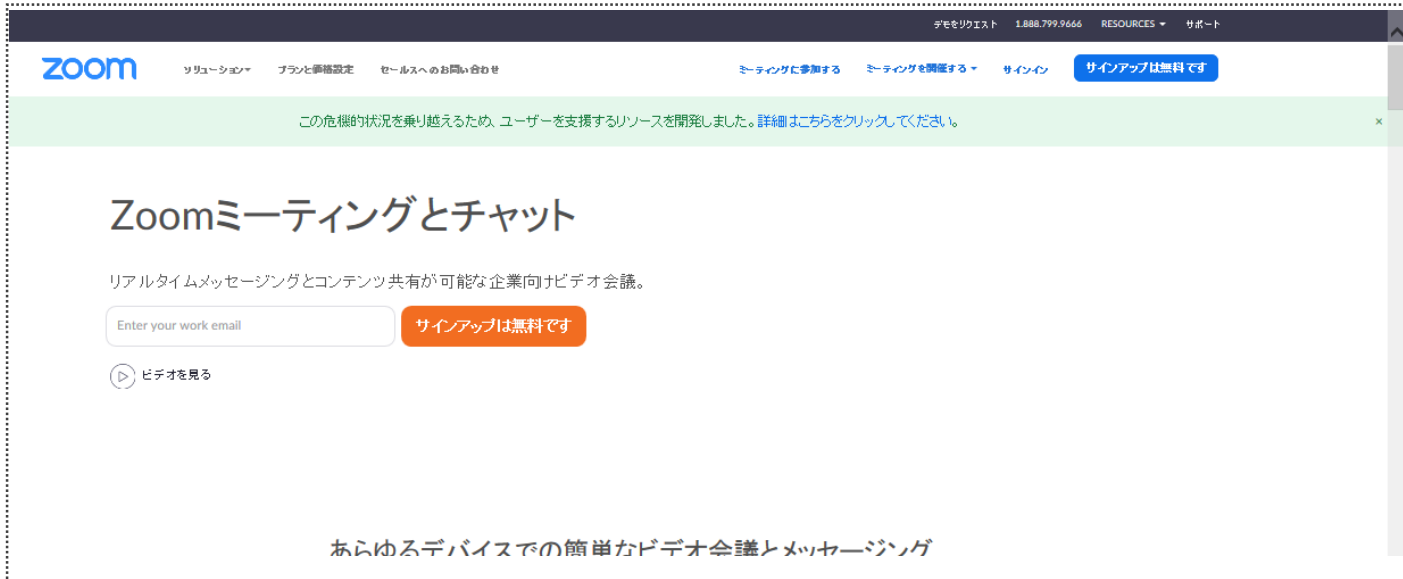 デモをリクエスト 1.888.799.9666 RESOURCES サポート
zoom ソリューション プランと価格設定 セールスへのお問い合わせ ミーティングに参加する ミーティングを開催する サインイン サインアップは無料です
この危機的状況を乗り越えるため、ユーザーを支援するリソースを開発しました。詳細はこちらをクリックしてください。 ×
Zoomミーティングとチャット
リアルタイムメッセージングとコンテンツ共有が可能な企業向けビデオ会議。
Enter your work email サインアップは無料です
ビデオを見る
あらゆるデバイスでの簡単なビデオ会議とメッセージング